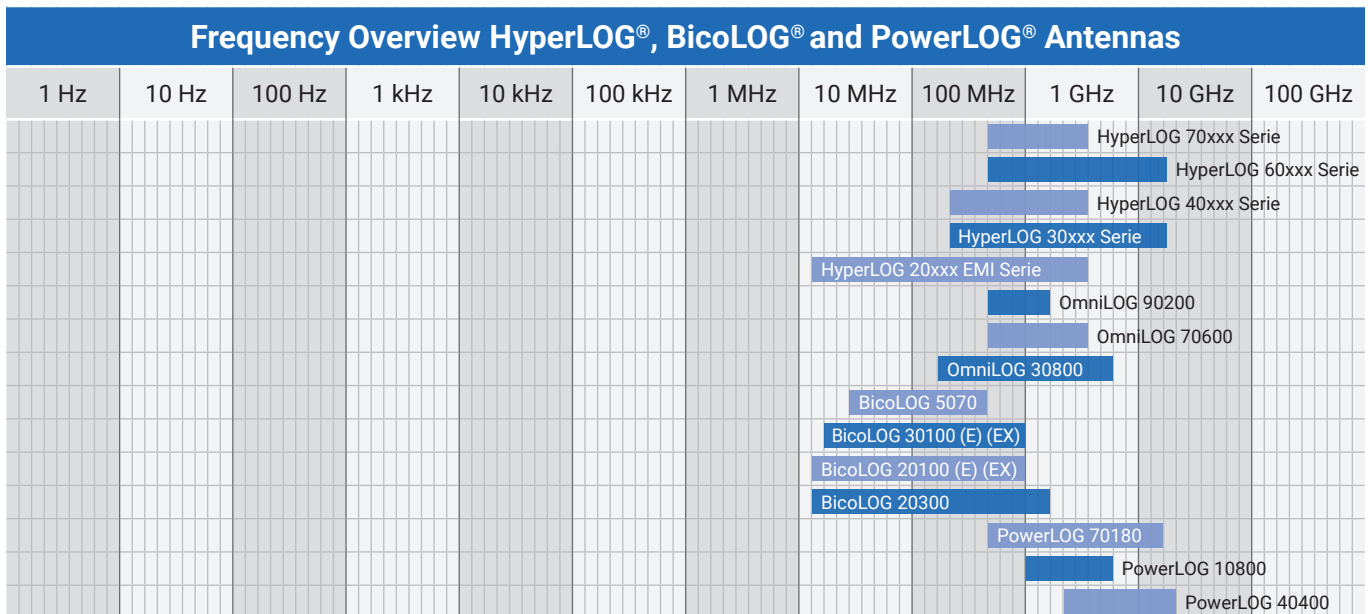 Frequency Overview HyperLOG®, BicoLOG® and PowerLOG® Antennas
1 Hz 10 Hz 100 Hz 1 kHz 10 kHz 100 kHz 1 MHz 10 MHz 100 MHz 1 GHz 10 GHz 100 GHz
HyperLOG 70xxx Serie
HyperLOG 60xxx Serie
HyperLOG 40xxx Serie
HyperLOG 30xxx Serie
HyperLOG 20xxx EMI Serie
OmniLOG 90200
OmniLOG 70600
OmniLOG 30800
BicoLOG 5070
BicoLOG 30100 (E) (EX)
BicoLOG 20100 (E) (EX)
BicoLOG 20300
PowerLOG 70180
PowerLOG 10800
PowerLOG 40400